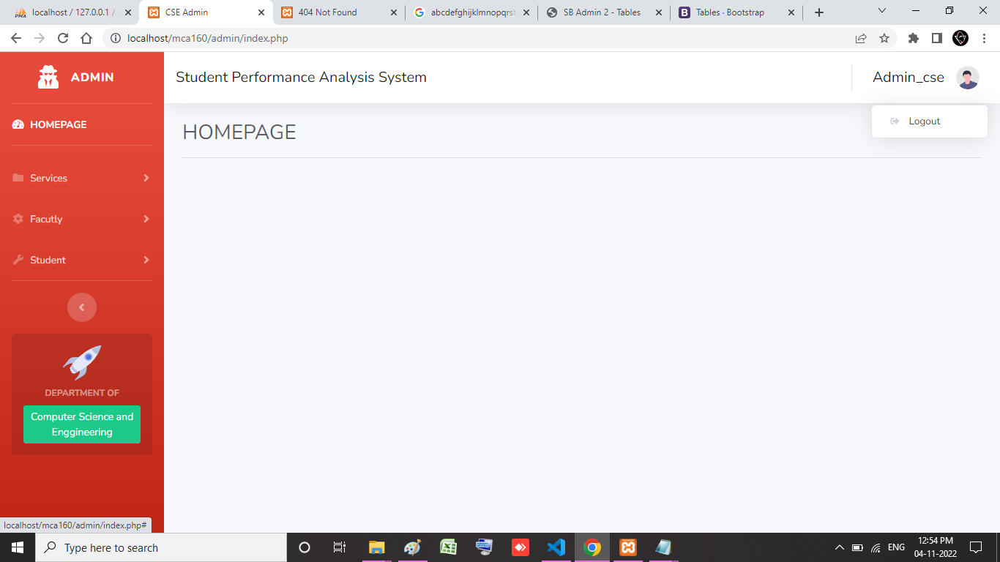 localhost / 127.0.0.1 /
CSE Admin
404 Not Found
abcdefghijklmnopqrst
SB Admin 2 - Tables
Tables · Bootstrap
localhost/mca160/admin/index.php
ADMIN
Student Performance Analysis System
Admin_cse
Logout
HOMEPAGE
HOMEPAGE
Services
Facutly
Student
DEPARTMENT OF
Computer Science and
Enggineering
localhost/mca160/admin/index.php#
Type here to search
ENG
12:54 PM
04-11-2022